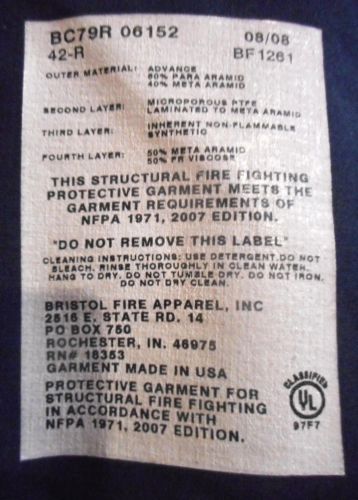 BC79R 06152 08/08
42-R BF1261
OUTER MATERIAL: ADVANCE
60% PARA ARAMID
40% META ARAMID
SECOND LAYER: MICROPOROUS PTFE
LAMINATED TO META ARAMID
THIRD LAYER: INHERENT NON-FLAMMABLE
SYNTHETIC
FOURTH LAYER: 50% META ARAMID
50% FR VISCOSE
THIS STRUCTURAL FIRE FIGHTING
PROTECTIVE GARMENT MEETS THE
GARMENT REQUIREMENTS OF
NFPA 1971, 2007 EDITION.
"DO NOT REMOVE THIS LABEL"
CLEANING INSTRUCTIONS: USE DETERGENT.DO NOT
BLEACH. RINSE THOROUGHLY IN CLEAN WATER.
HANG TO DRY. DO NOT TUMBLE DRY. DO NOT IRON.
DO NOT DRY CLEAN.
BRISTOL FIRE APPAREL, INC
2516 E. STATE RD. 14
PO BOX 750
ROCHESTER, IN. 46975
RN# 18353
GARMENT MADE IN USA
PROTECTIVE GARMENT FOR
STRUCTURAL FIRE FIGHTING
IN ACCORDANCE WITH
NFPA 1971, 2007 EDITION.
CLASSIFIED
UL
97F7